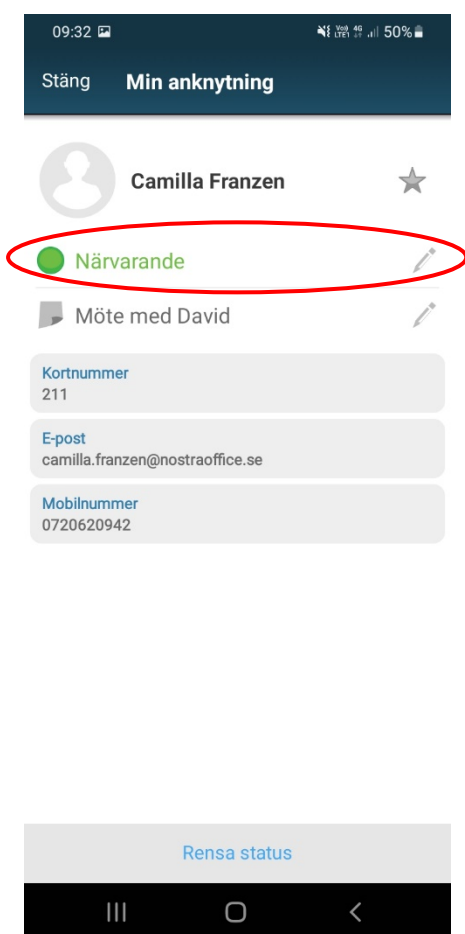 09:32 50%
Stäng Min anknytning
Camilla Franzen
Närvarande
Möte med David
Kortnummer
211
E-post
camilla.franzen@nostraoffice.se
Mobilnummer
0720620942
Rensa status